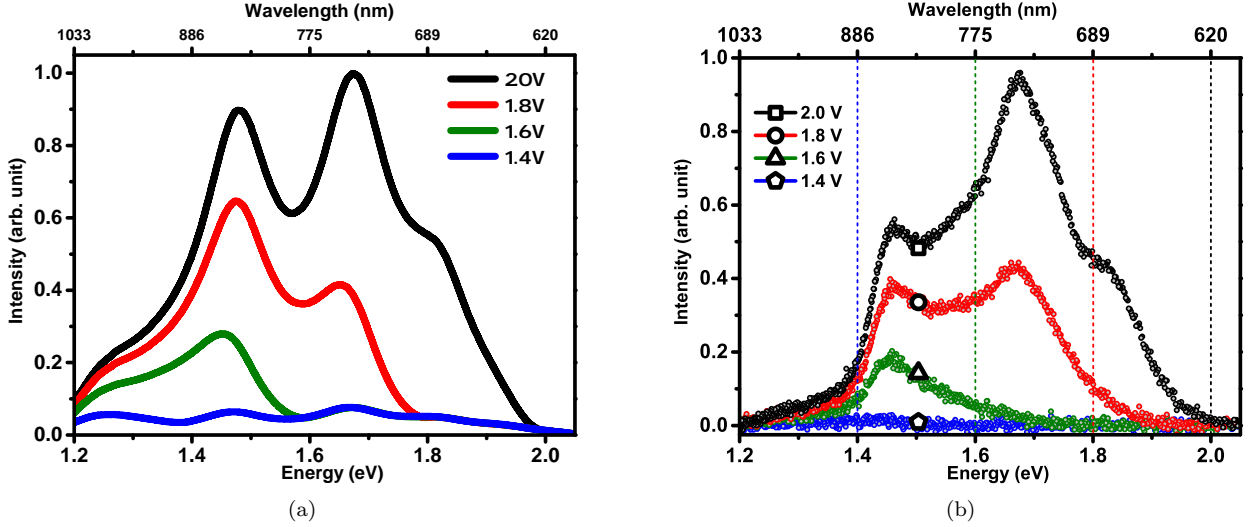 Wavelength (nm)
1033 886 775 689 620
1.0
0.8
0.6
0.4
0.2
0.0
Intensity (arb. unit)
20V
1.8V
1.6V
1.4V
1.2 1.4 1.6 1.8 2.0
Energy (eV)
(a)
Wavelength (nm)
1033 886 775 689 620
1.0
0.8
0.6
0.4
0.2
0.0
Intensity (arb. unit)
2.0 V
1.8 V
1.6 V
1.4 V
1.2 1.4 1.6 1.8 2.0
Energy (eV)
(b)